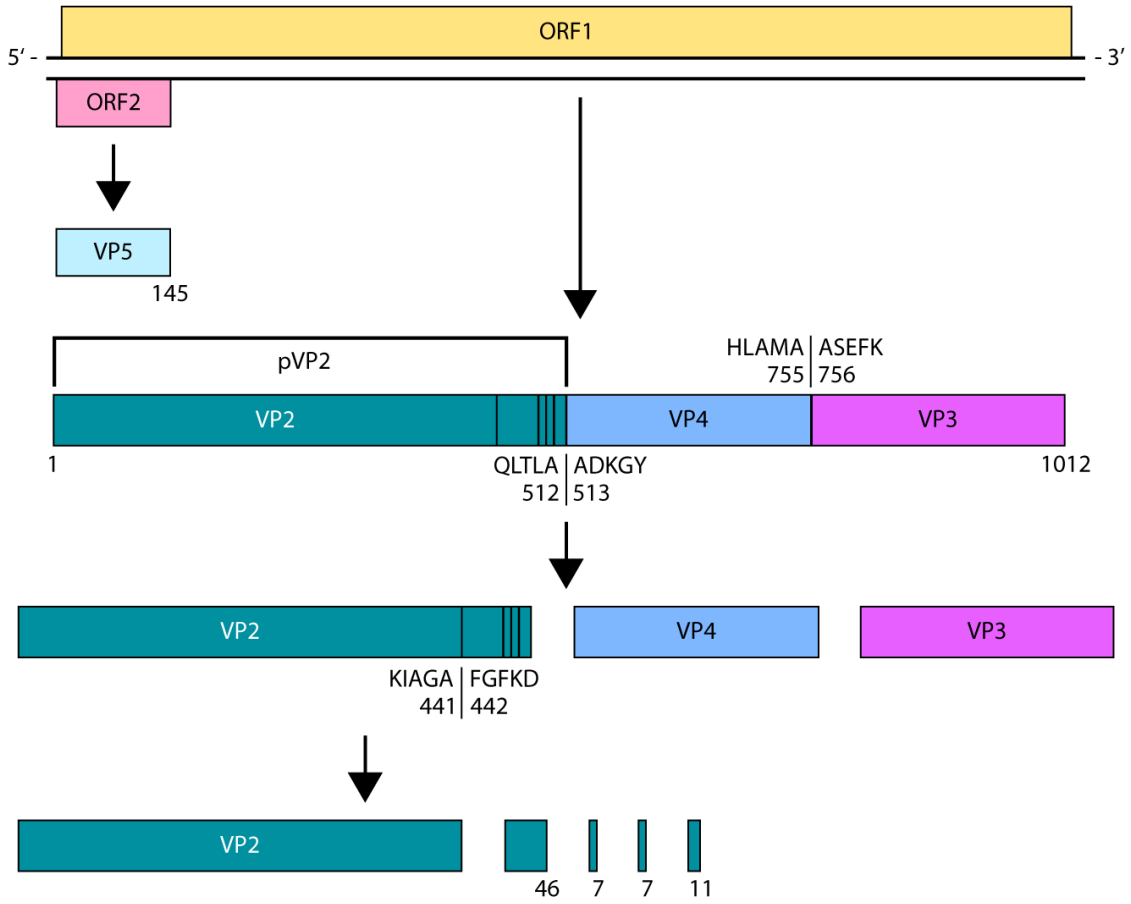 ORF1
5‘ -
- 3’
ORF2
VP5
145
pVP2
HLAMA ASEFK
755 756
VP2
VP4
VP3
1
QLTLA ADKGY
512 513
1012
VP2
VP4
VP3
KIAGA FGFKD
441 442
VP2
46
7
7
11